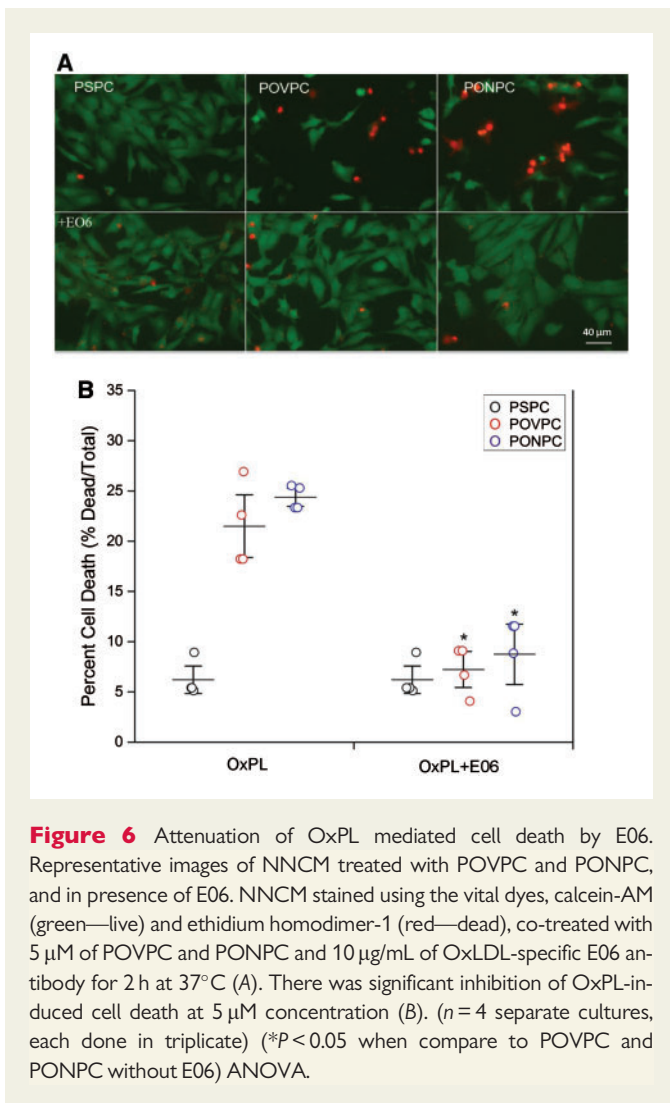 A
PSPC
POVPC
PONPC
+EO6
40 µm
B
Percent Cell Death (% Dead/Total)
35
30
25
20
15
10
5
0
PSPC
POVPC
PONPC
*
*
OxPL
OxPL+E06
Figure 6 Attenuation of OxPL mediated cell death by E06.
Representative images of NNCM treated with POVPC and PONPC,
and in presence of E06. NNCM stained using the vital dyes, calcein-AM
(green—live) and ethidium homodimer-1 (red—dead), co-treated with
5 µM of POVPC and PONPC and 10 µg/mL of OxLDL-specific E06 an-
tibody for 2 h at 37°C (A). There was significant inhibition of OxPL-in-
duced cell death at 5 µM concentration (B). (n = 4 separate cultures,
each done in triplicate) (*P < 0.05 when compare to POVPC and
PONPC without E06) ANOVA.